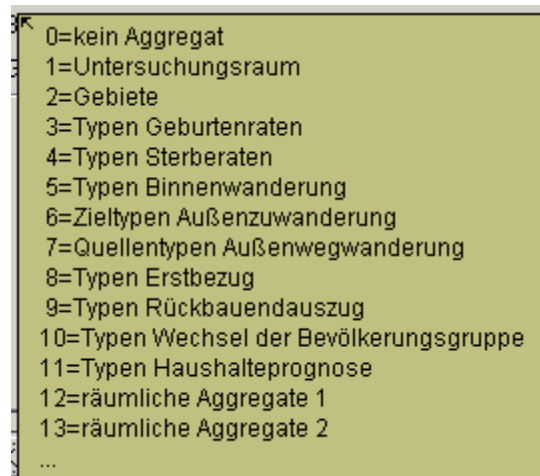 0=kein Aggregat
1=Untersuchungsraum
2=Gebiete
3=Typen Geburtenraten
4=Typen Sterberaten
5=Typen Binnenwanderung
6=Zieltypen Außenzuwanderung
7=Quellentypen Außenwegwanderung
8=Typen Erstbezug
9=Typen Rückbauendauszug
10=Typen Wechsel der Bevölkerungsgruppe
11=Typen Haushalteprognose
12=räumliche Aggregate 1
13=räumliche Aggregate 2
...